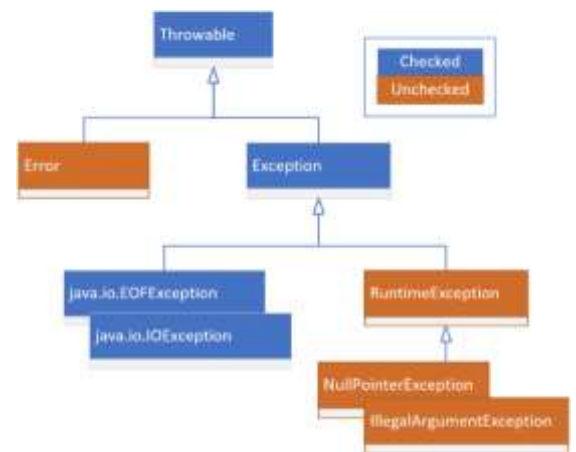 Throwable
Checked
Unchecked
Error
Exception
java.io.EOFException
java.io.IOException
RuntimeException
NullPointerException
IllegalArgumentException